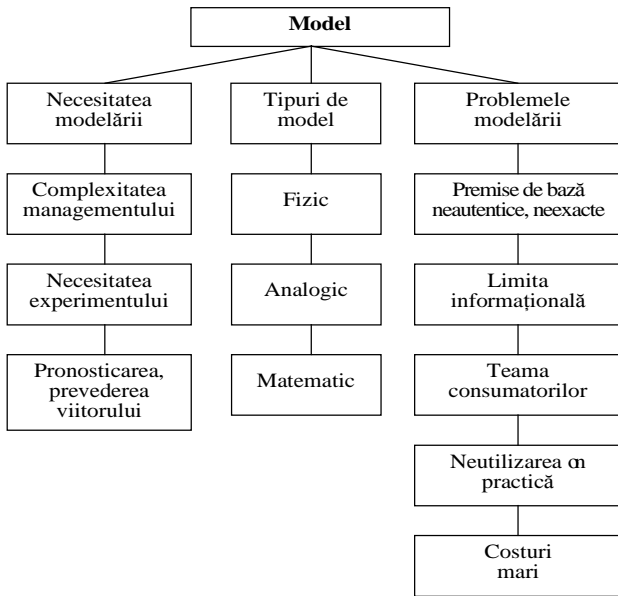 Model
Necesitatea
modelării
Complexitatea
managementului
Necesitatea
experimentului
Pronosticarea,
prevederea
viitorului
Tipuri de
model
Fizic
Analogic
Matematic
Problemele
modelării
Premise de bază
neautentice, neexacte
Limita
informațională
Teama
consumatorilor
Neutilizarea
practică
Costuri
mari